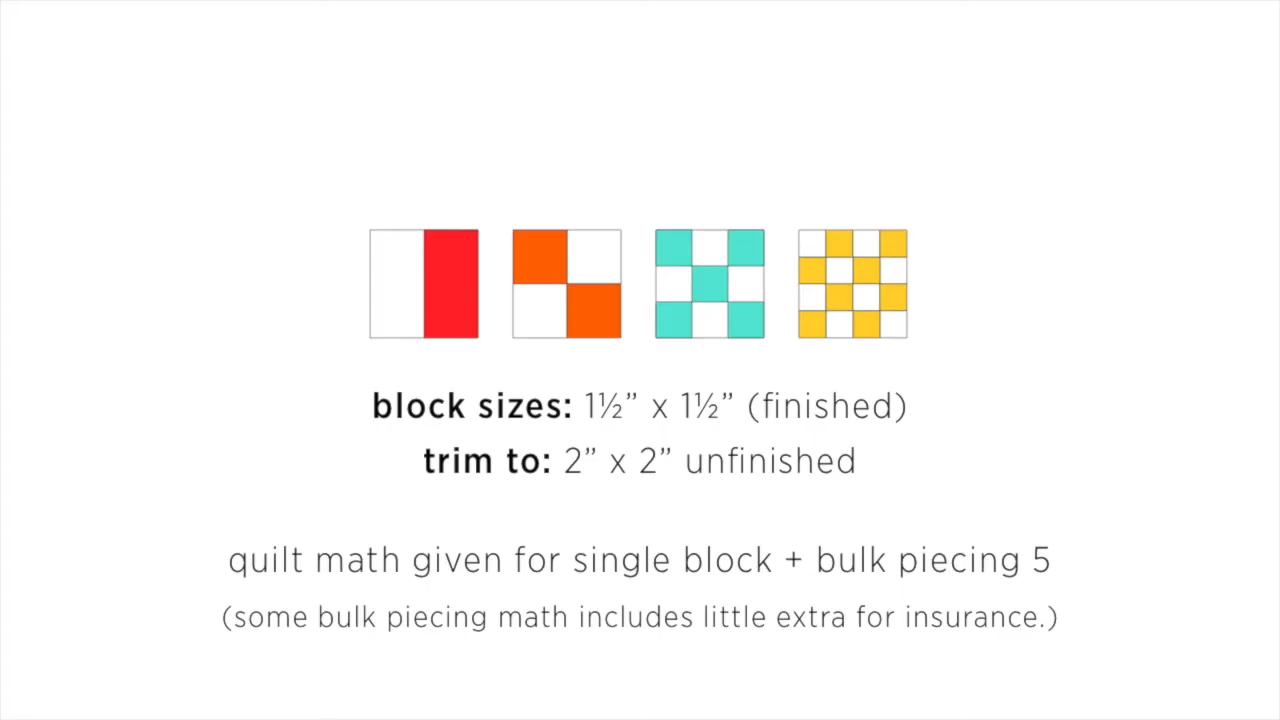 block sizes: 1½” x 1½” (finished)
trim to: 2” x 2” unfinished
quilt math given for single block + bulk piecing 5
(some bulk piecing math includes little extra for insurance.)